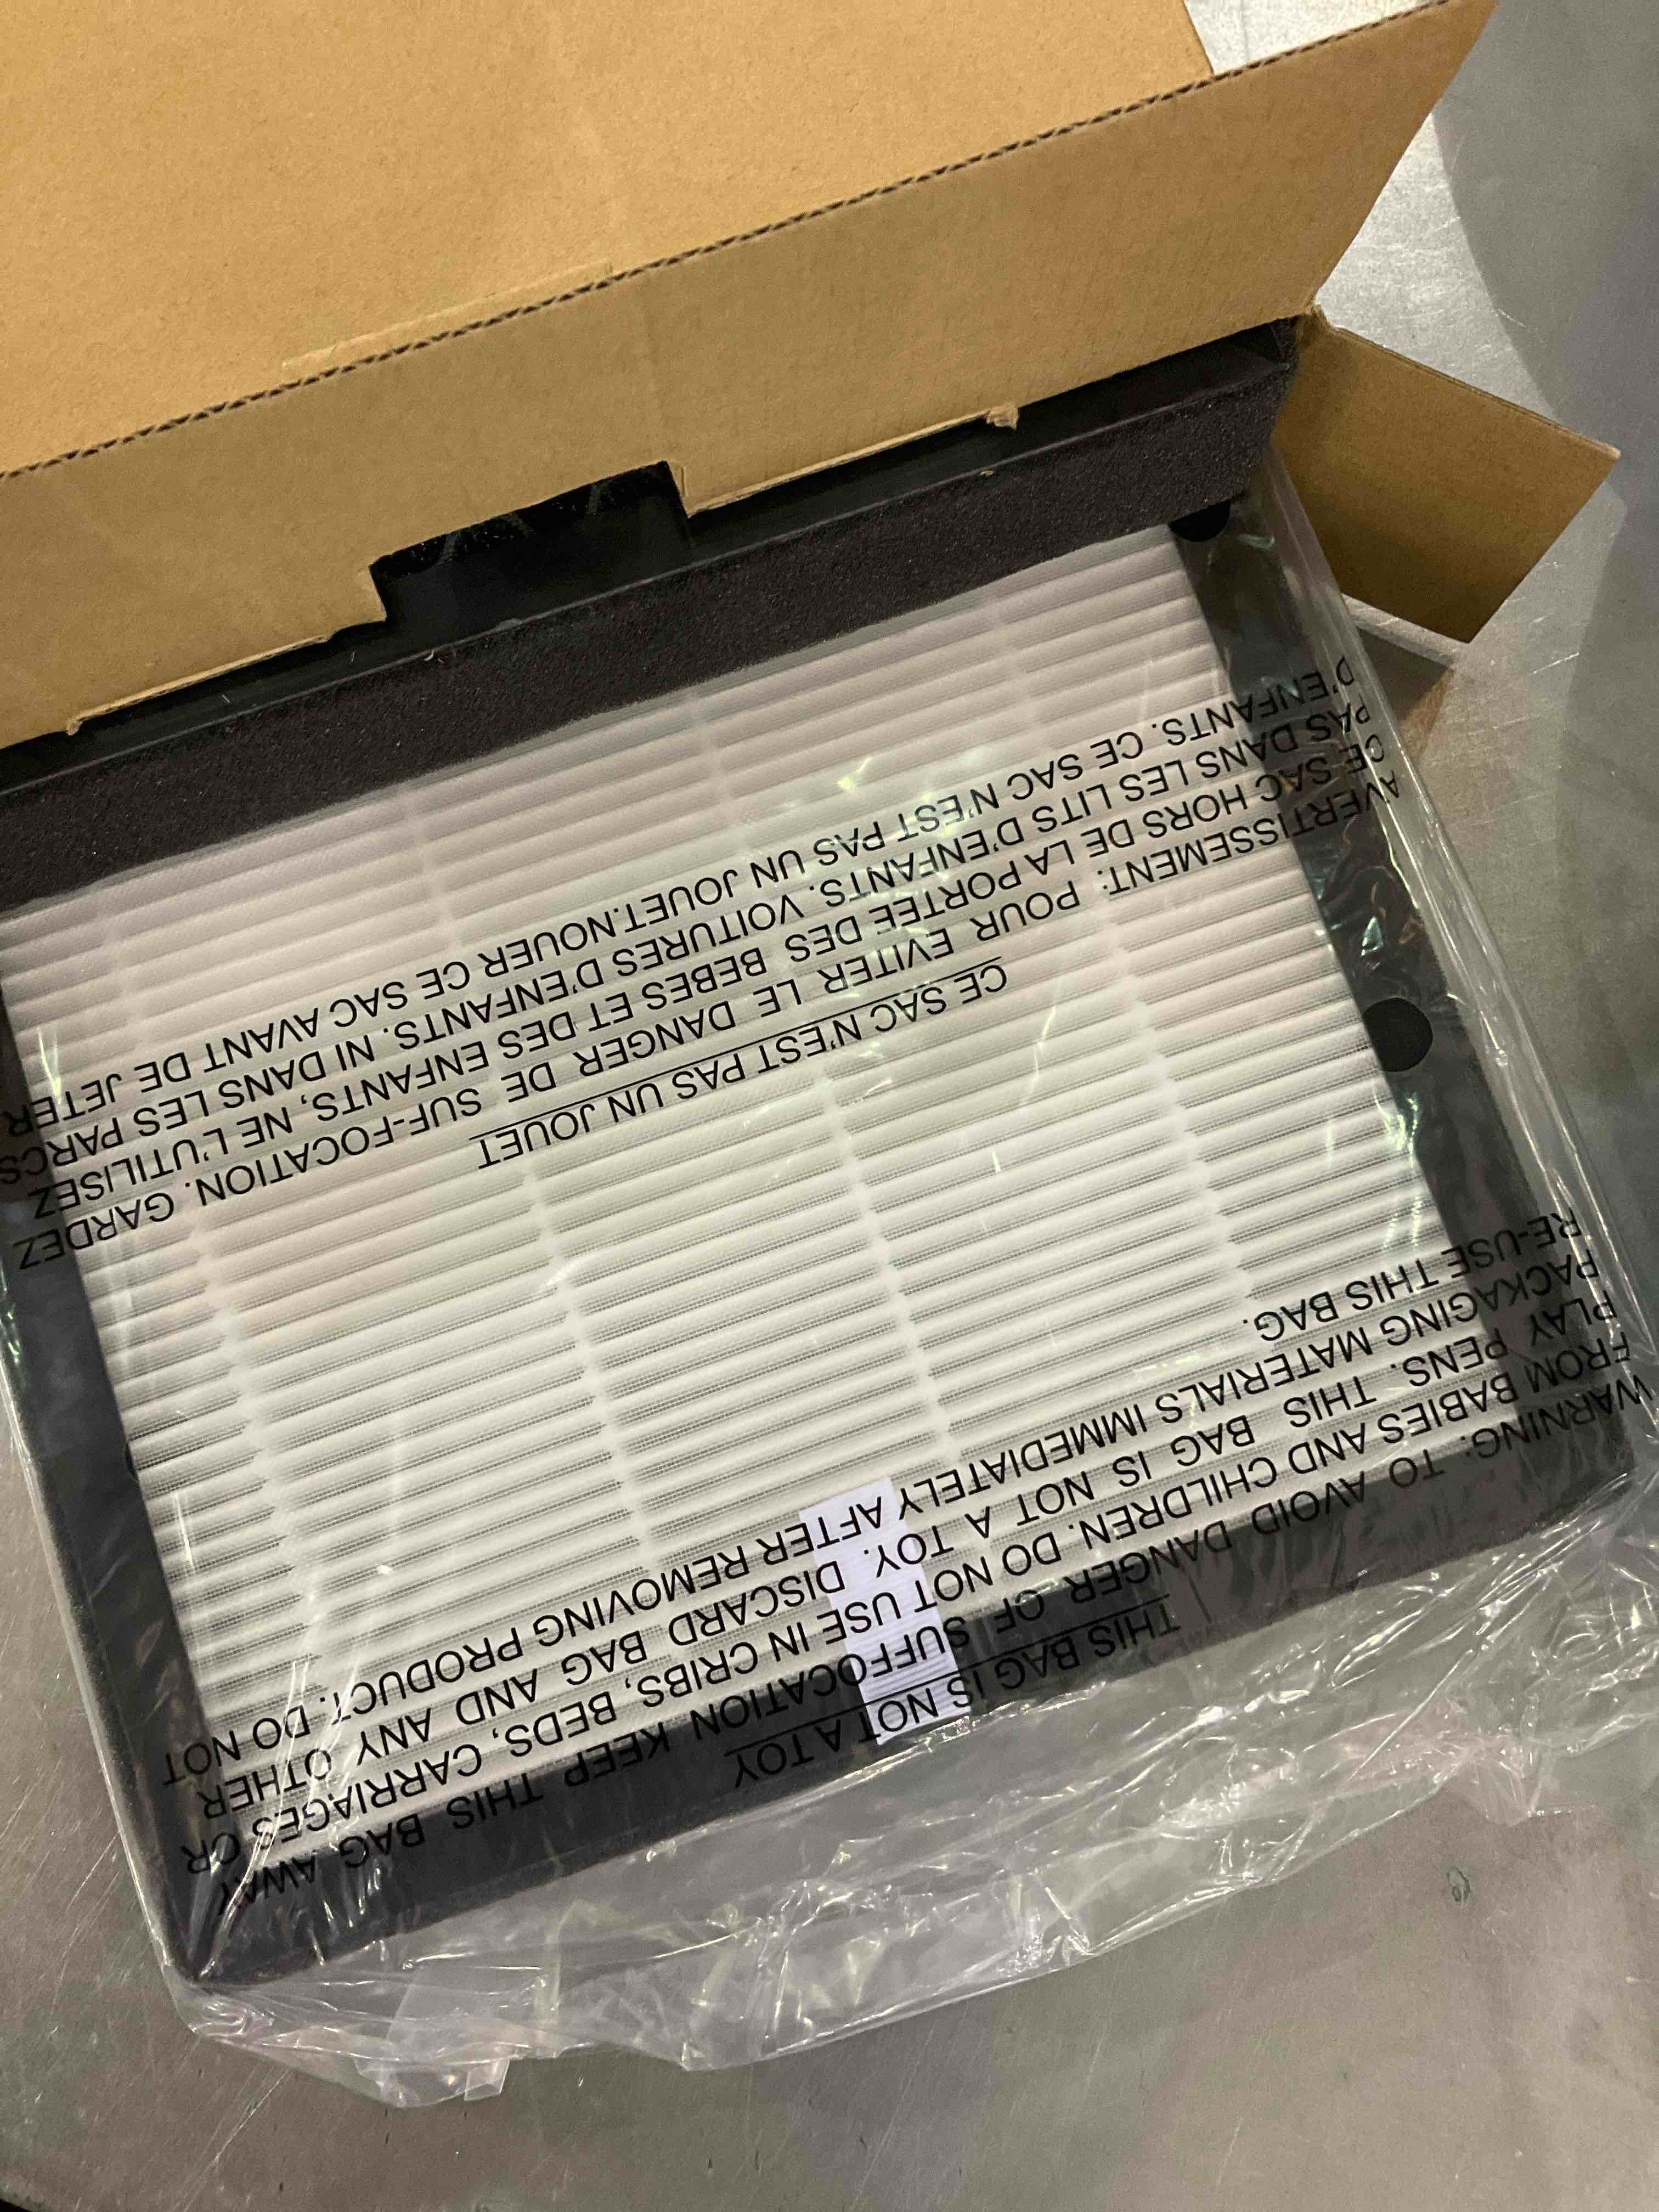 THIS BAG IS NOT A TOY
WARNING: TO AVOID DANGER OF SUFFOCATION KEEP THIS BAG AWAY
FROM BABIES AND CHILDREN. DO NOT USE IN CRIBS, BEDS, CARRIAGES OR
PLAY PENS. THIS BAG IS NOT A TOY. DISCARD BAG AND ANY OTHER
PACKAGING MATERIALS IMMEDIATELY AFTER REMOVING PRODUCT. DO NOT
RE-USE THIS BAG.
CE SAC N'EST PAS UN JOUET
AVERTISSEMENT: POUR EVITER LE DANGER DE SUF-FOCATION. GARDEZ
CE SAC HORS DE LA PORTEE DES BEBES ET DES ENFANTS, NE L'UTILISEZ
PAS DANS LES LITS D'ENFANTS. VOITURES D'ENFANTS. NI DANS LES PARCS
D'ENFANTS. CE SAC N'EST PAS UN JOUET.NOUER CE SAC AVANT DE JETER